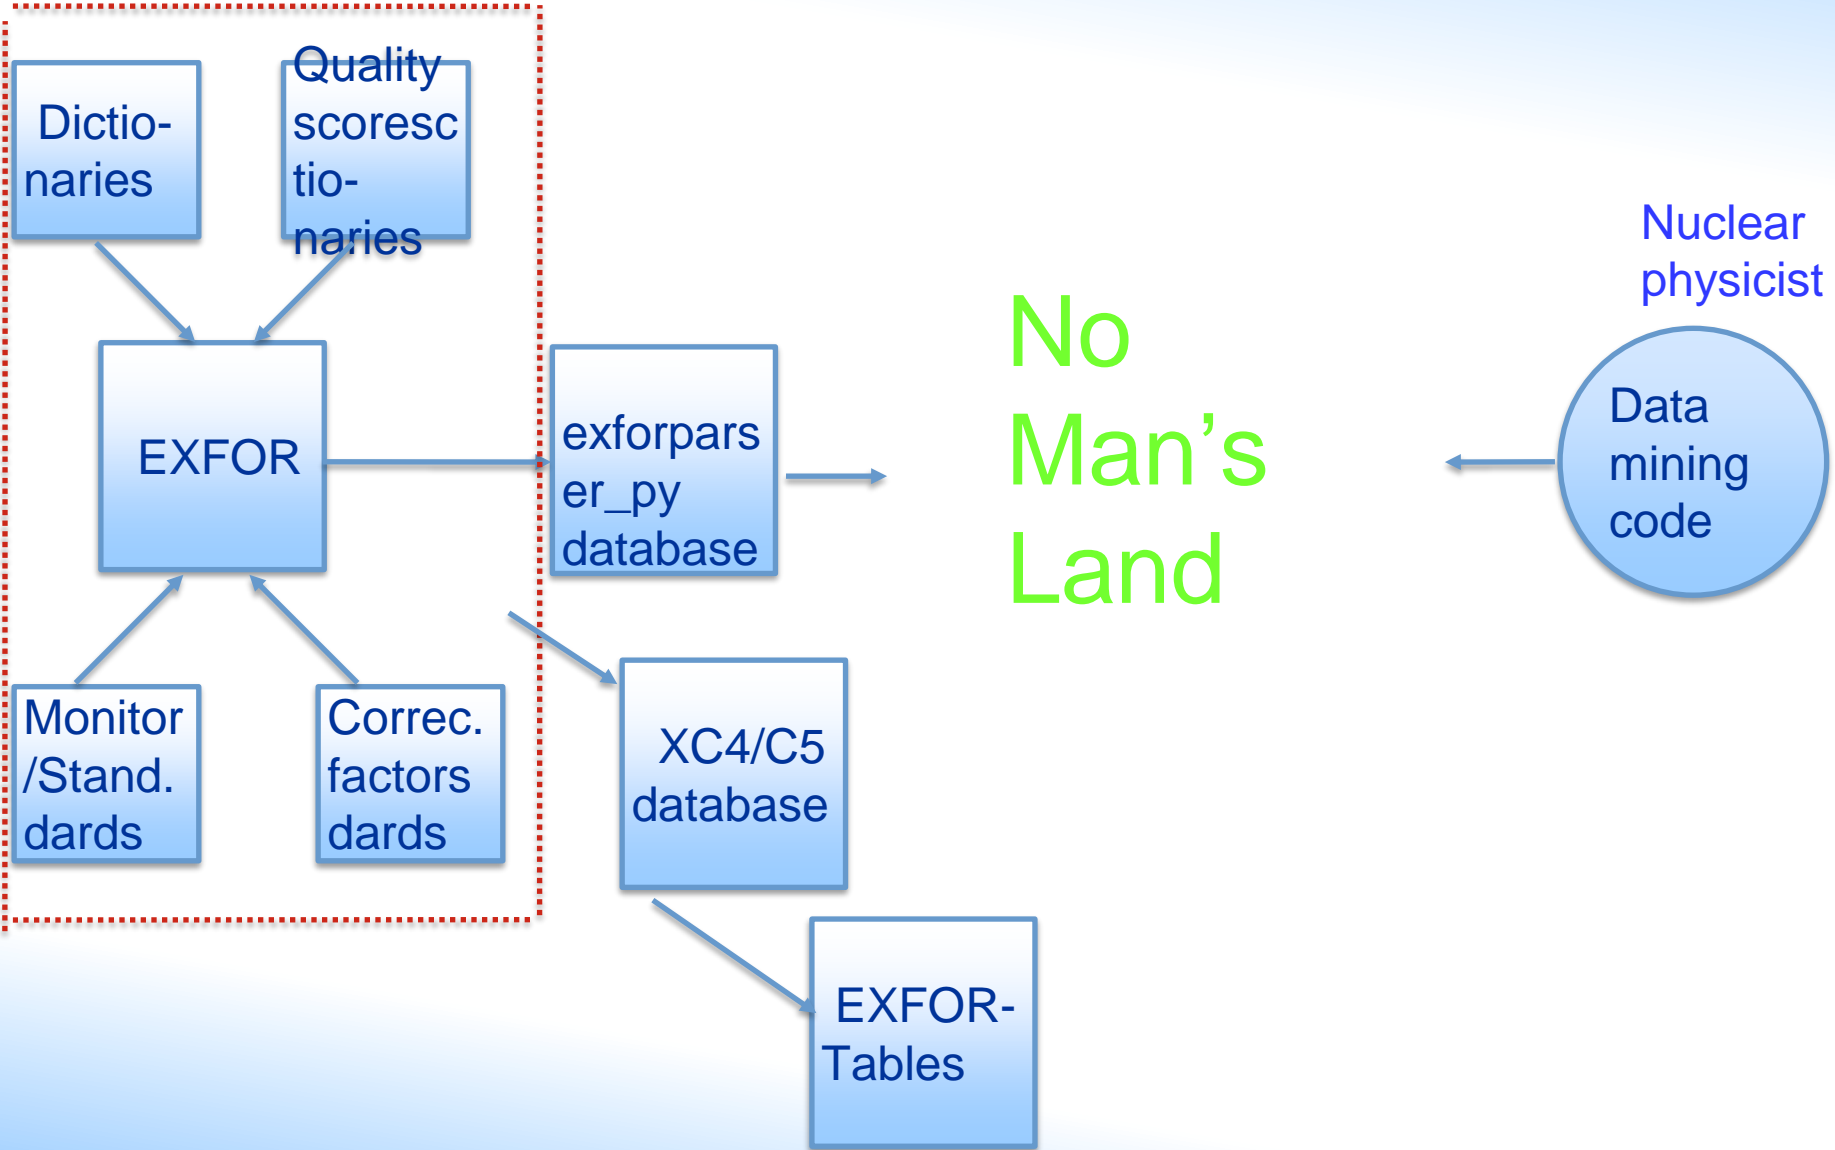 Dictio-
naries
Quality
scoresc
tio-
naries
Nuclear
physicist
EXFOR
exforpars
er_py
database
No
Man’s
Land
Data
mining
code
Monitor
/Stand.
dards
Correc.
factors
dards
XC4/C5
database
EXFOR-
Tables